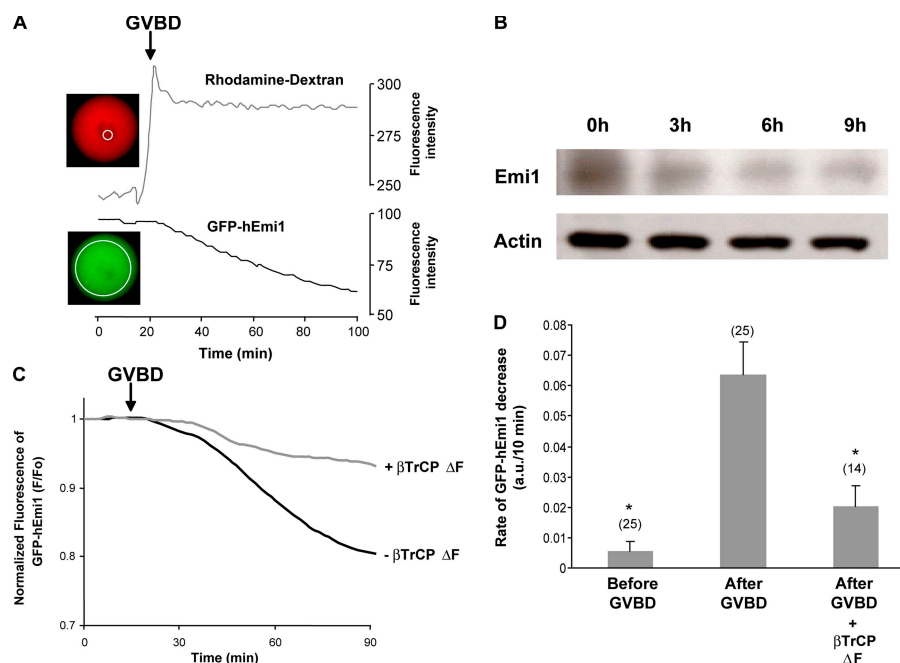 A
GVBD
Rhodamine-Dextran
300
275
250
Fluorescence
intensity
GFP-hEmi1
100
75
50
Fluorescence
intensity
0 20 40 60 80 100
Time (min)
B
0h 3h 6h 9h
Emi1
Actin
C
GVBD
Normalized Fluorescence of
GFP-hEmi1 (F/Fo)
1
0.9
0.8
0.7
+ βTrCP ΔF
- βTrCP ΔF
0 30 60 90
Time (min)
D
Rate of GFP-hEmi1 decrease
(a.u./10 min)
0.08
0.07
0.06
0.05
0.04
0.03
0.02
0.01
0
*
(25)
(25)
*
(14)
Before
GVBD
After
GVBD
After
GVBD
+
βTrCP
ΔF